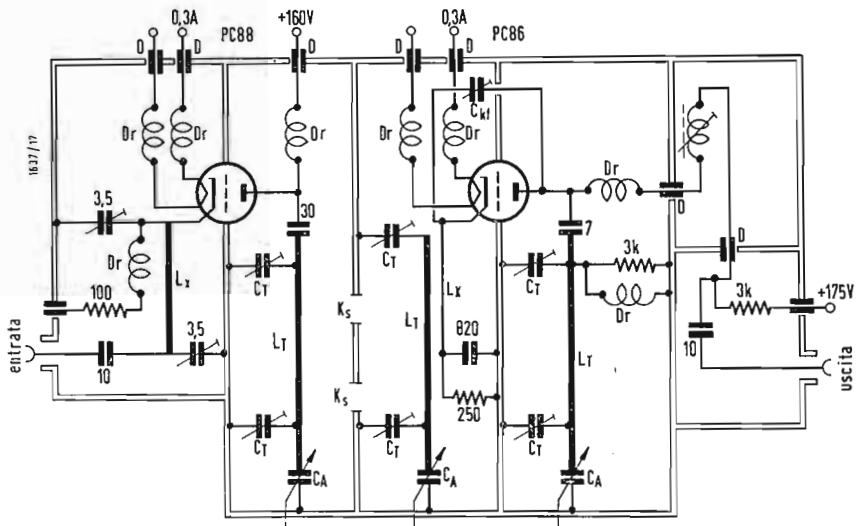 0,3A
PC88
+160V
0,3A
PC86
D
D
D
D
D
C kf
Dr
Dr
Dr
Dr
Dr
Dr
D
1637/17
3,5
30
7
Dr
Lx
CT
CT
Lx
CT
3k
D
100
Ks
LT
Dr
3k
+175V
entrata
3,5
10
LT
Ks
820
LT
10
uscita
250
CT
CT
CT
CA
CA
CA